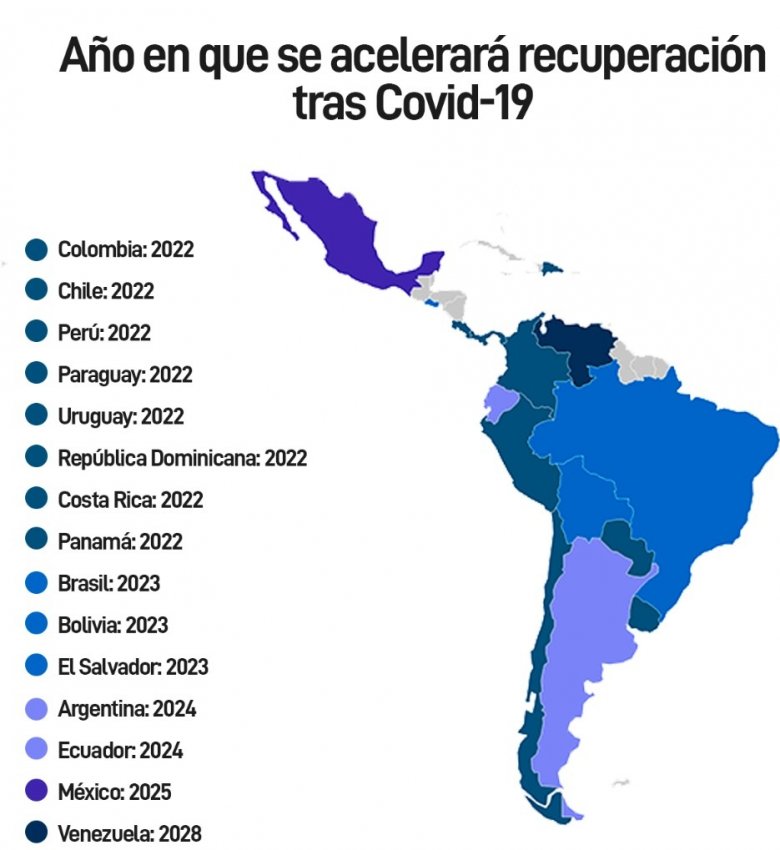 Año en que se acelerará recuperación
tras Covid-19
Colombia: 2022
Chile: 2022
Perú: 2022
Paraguay: 2022
Uruguay: 2022
República Dominicana: 2022
Costa Rica: 2022
Panamá: 2022
Brasil: 2023
Bolivia: 2023
El Salvador: 2023
Argentina: 2024
Ecuador: 2024
México: 2025
Venezuela: 2028